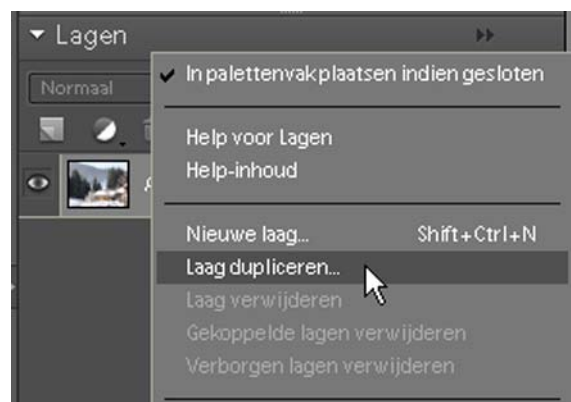 Lagen
Normaal
In palettenvak plaatsen indien gesloten
Help voor Lagen
Help-inhoud
Nieuwe laag... Shift+Ctrl+N
Laag dupliceren...
Laag verwijderen
Gekoppelde lagen verwijderen
Verborgen lagen verwijderen